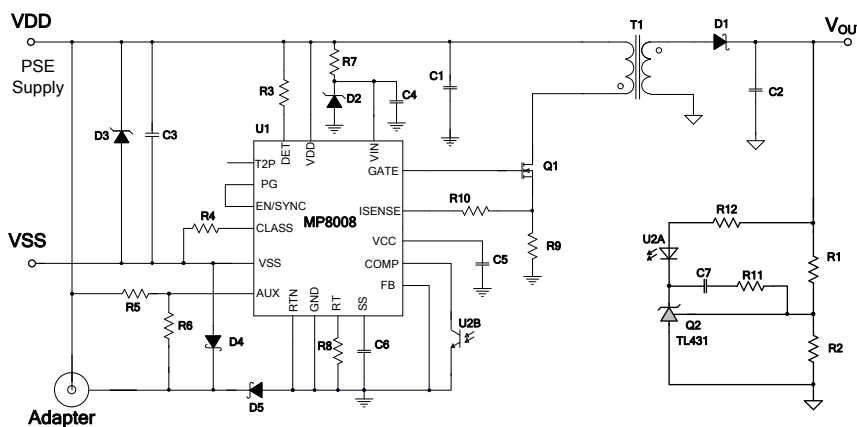 VDD
T1
D1
VOU
PSE
Supply
R7
R3
D2
C4
C1
C2
D3
C3
U1
DET
VDD
VIN
T2P
PG
EN/SYNC
GATE
Q1
R4
CLASS
MP8008
ISENSE
R10
R12
VSS
VSS
VCC
R9
U2A
R1
COMP
C5
C7
R11
AUX
FB
R5
R6
RTN
GND
RT
SS
Q2
TL431
D4
R8
C6
U2B
R2
D5
Adapter